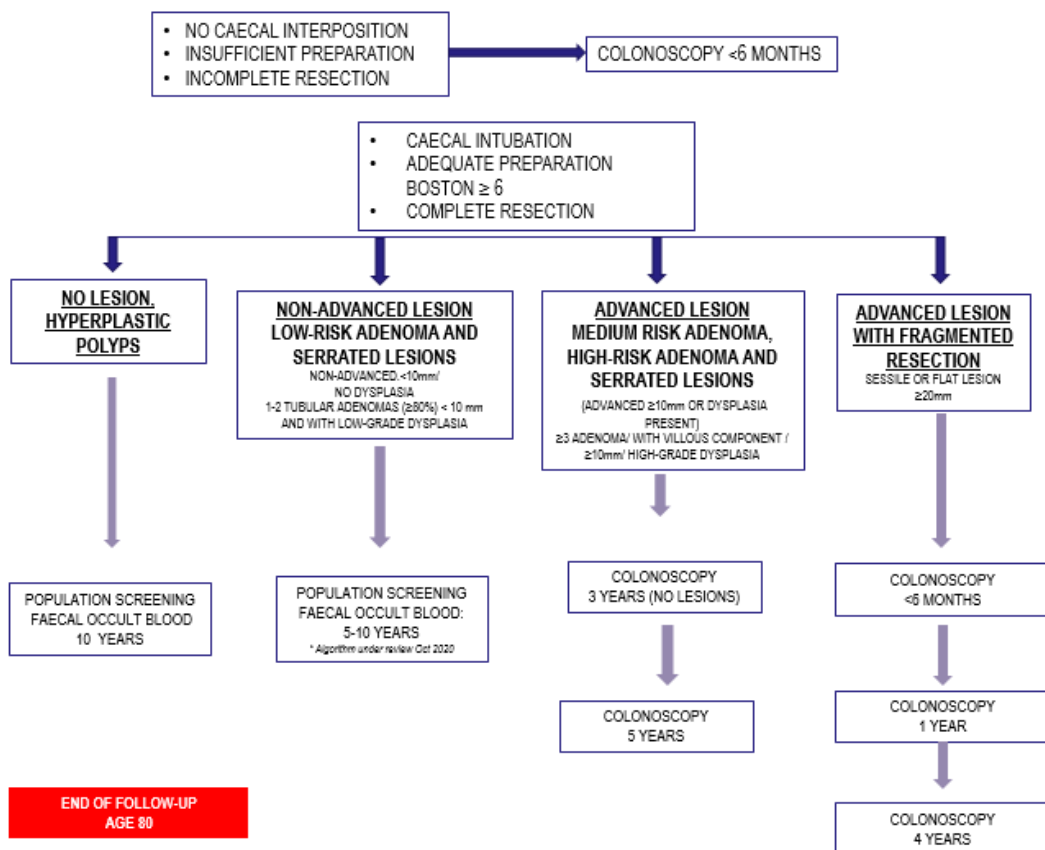 • NO CAECAL INTERPOSITION
• INSUFFICIENT PREPARATION
• INCOMPLETE RESECTION
COLONOSCOPY <6 MONTHS
• CAECAL INTUBATION
• ADEQUATE PREPARATION
BOSTON ≥ 6
• COMPLETE RESECTION
NO LESION.
HYPERPLASTIC
POLYPS
NON-ADVANCED LESION
LOW-RISK ADENOMA AND
SERRATED LESIONS
NON-ADVANCED.<10mm/
NO DYSPLASIA
1-2 TUBULAR ADENOMAS (≥80%) < 10 mm
AND WITH LOW-GRADE DYSPLASIA
ADVANCED LESION
MEDIUM RISK ADENOMA,
HIGH-RISK ADENOMA AND
SERRATED LESIONS
(ADVANCED ≥10mm OR DYSPLASIA
PRESENT)
≥3 ADENOMA/ WITH VILLOUS COMPONENT /
≥10mm/ HIGH-GRADE DYSPLASIA
ADVANCED LESION
WITH FRAGMENTED
RESECTION
SESSILE OR FLAT LESION
≥20mm
POPULATION SCREENING
FAECAL OCCULT BLOOD
10 YEARS
POPULATION SCREENING
FAECAL OCCULT BLOOD:
5-10 YEARS
* Algorithm under review Oct 2020
COLONOSCOPY
3 YEARS (NO LESIONS)
COLONOSCOPY
5 YEARS
COLONOSCOPY
<6 MONTHS
COLONOSCOPY
1 YEAR
COLONOSCOPY
4 YEARS
END OF FOLLOW-UP
AGE 80